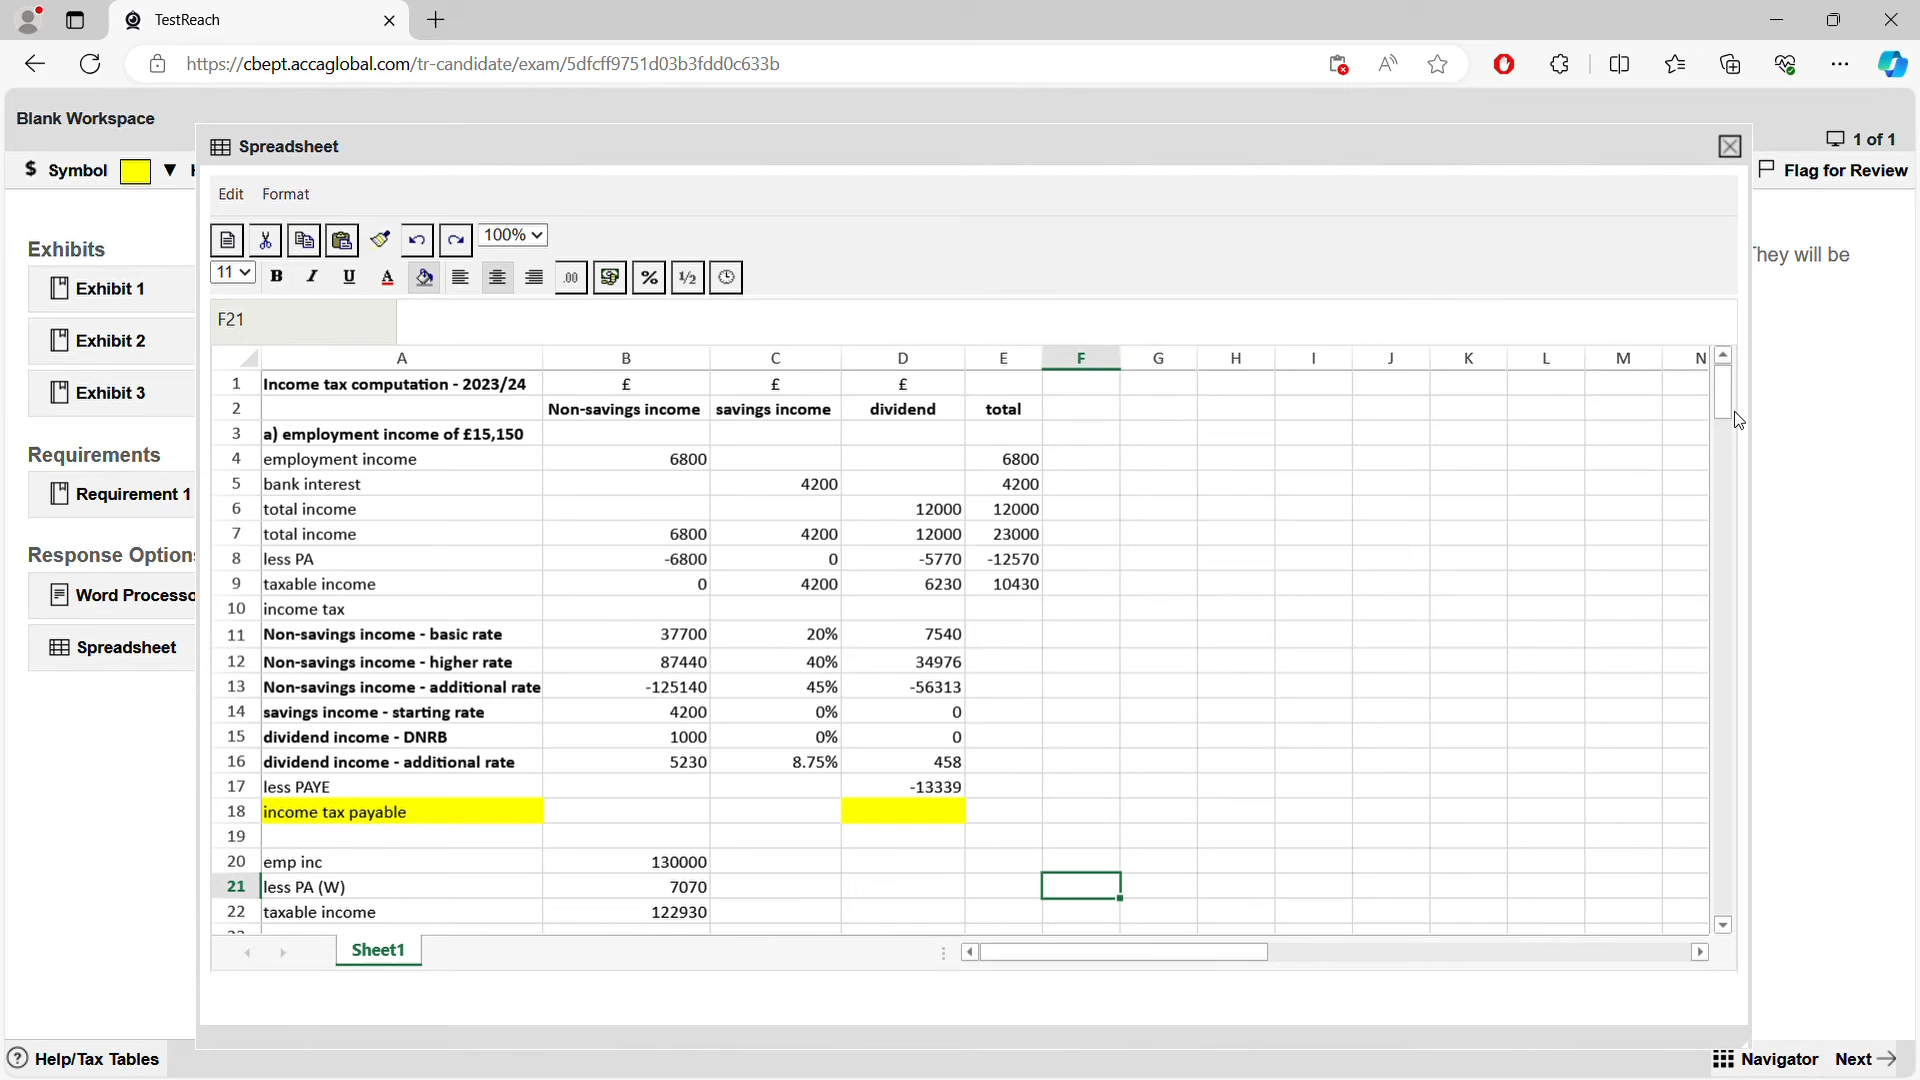 TestReach
https://cbept.accaglobal.com/tr-candidate/exam/5dfcff9751d03b3fdd0c633b
Blank Workspace
1 of 1
$ Symbol
Flag for Review
Spreadsheet
Edit Format
100%
11 B I U A .00 % 1/2
F21
They will be
Exhibits
Exhibit 1
Exhibit 2
Exhibit 3
Requirements
Requirement 1
Response Options
Word Processo
Spreadsheet
A B C D E F G H I J K L M N
1 Income tax computation - 2023/24 £ £ £
2 Non-savings income savings income dividend total
3 a) employment income of £15,150
4 employment income 6800 6800
5 bank interest 4200 4200
6 total income 12000 12000
7 total income 6800 4200 12000 23000
8 less PA -6800 0 -5770 -12570
9 taxable income 0 4200 6230 10430
10 income tax
11 Non-savings income - basic rate 37700 20% 7540
12 Non-savings income - higher rate 87440 40% 34976
13 Non-savings income - additional rate -125140 45% -56313
14 savings income - starting rate 4200 0% 0
15 dividend income - DNRB 1000 0% 0
16 dividend income - additional rate 5230 8.75% 458
17 less PAYE -13339
18 income tax payable
19
20 emp inc 130000
21 less PA (W) 7070
22 taxable income 122930
Sheet1
Help/Tax Tables
Navigator Next